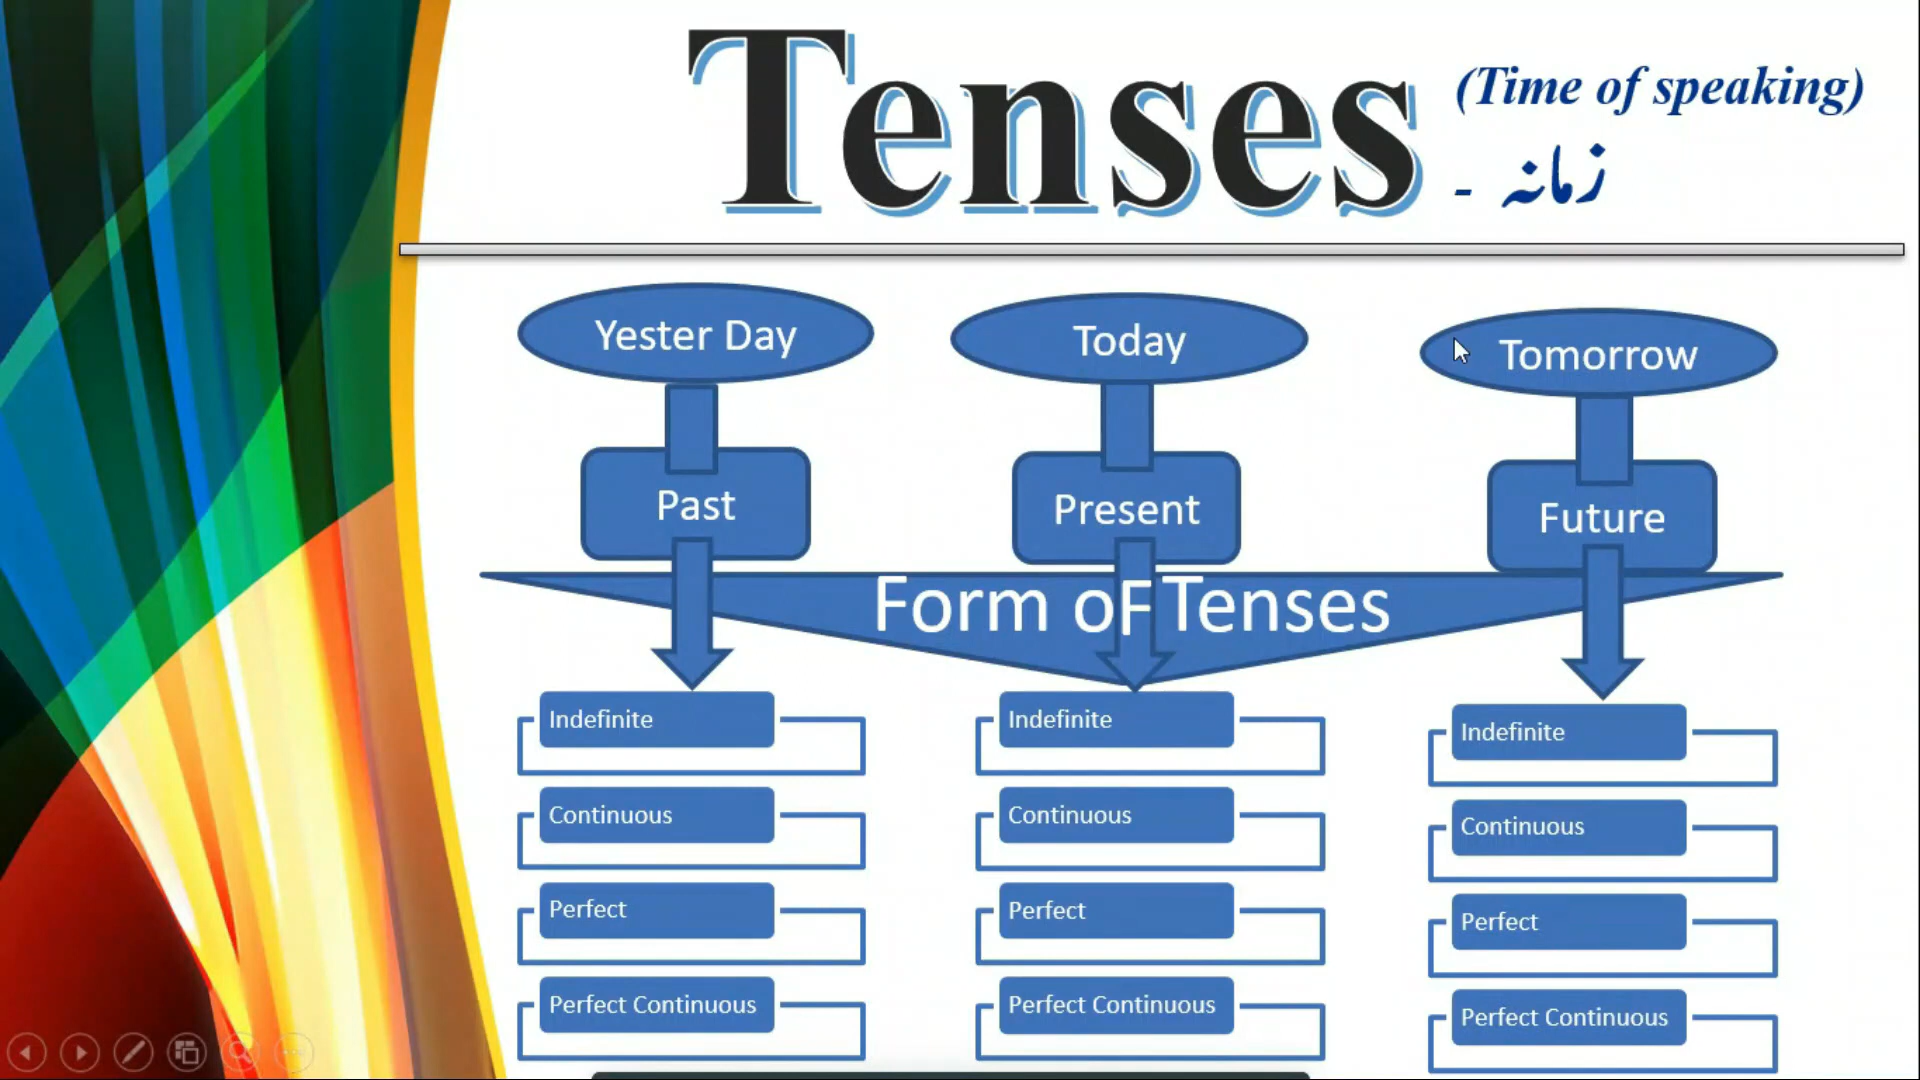 Tenses
(Time of speaking)
زمانہ -
Yester Day
Today
Tomorrow
Past
Present
Future
Form oF Tenses
Indefinite
Continuous
Perfect
Perfect Continuous
Indefinite
Continuous
Perfect
Perfect Continuous
Indefinite
Continuous
Perfect
Perfect Continuous